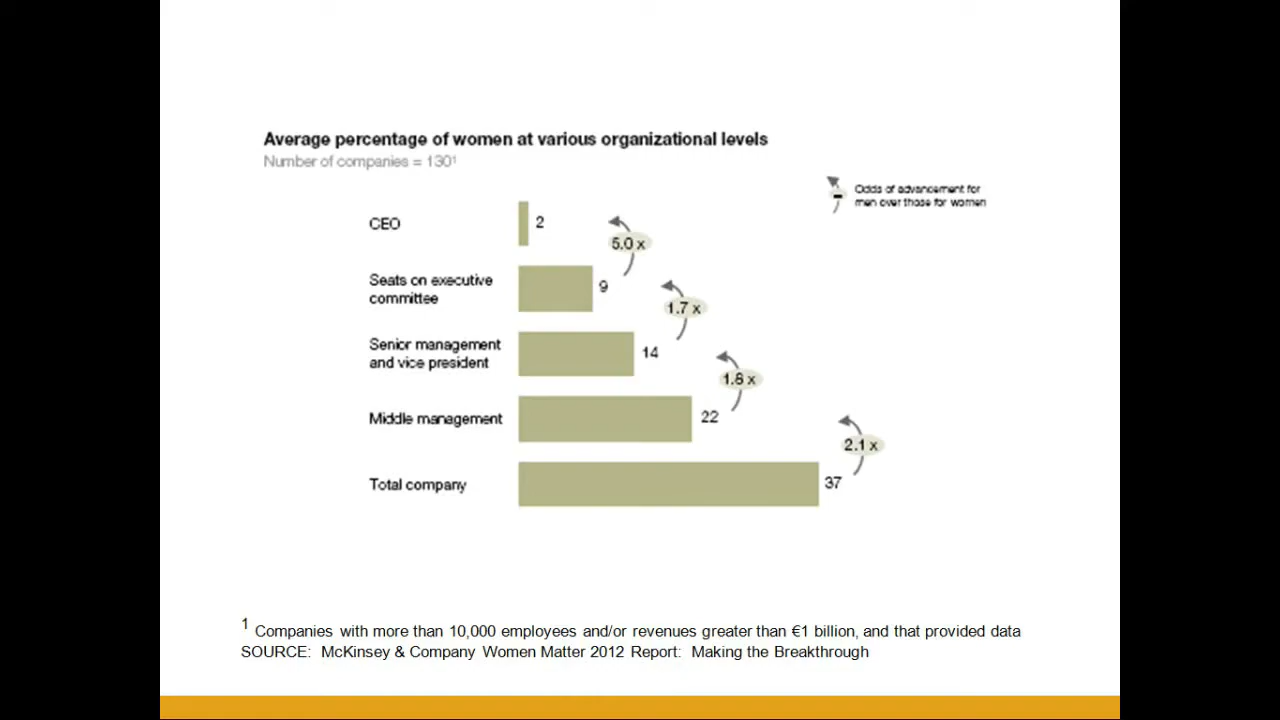 Average percentage of women at various organizational levels
Number of companies = 130¹
Odds of advancement for
men over those for women
CEO
2
5.0 x
Seats on executive
committee
9
1.7 x
Senior management
and vice president
14
1.8 x
Middle management
22
2.1 x
Total company
37
1 Companies with more than 10,000 employees and/or revenues greater than €1 billion, and that provided data
SOURCE: McKinsey & Company Women Matter 2012 Report: Making the Breakthrough